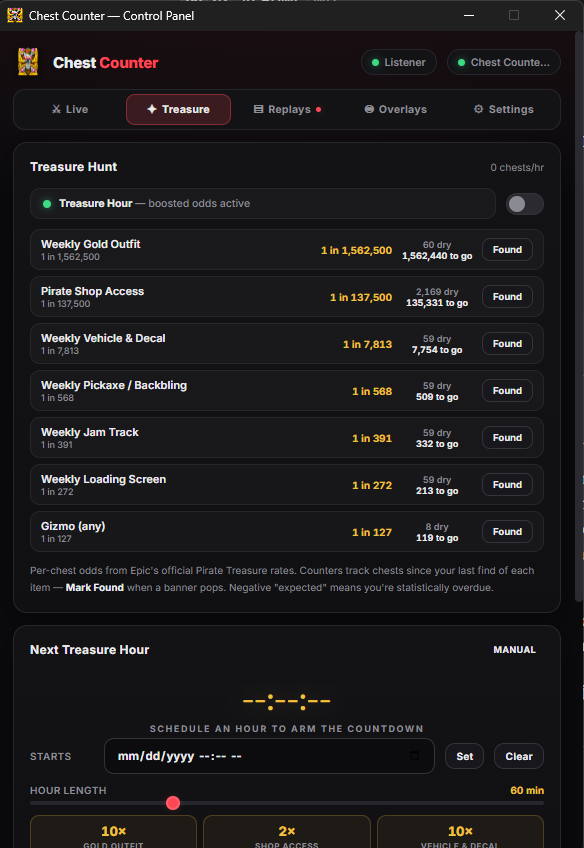 Chest Counter — Control Panel
Chest Counter
Listener
Chest Counte...
Live
Treasure
Replays
Overlays
Settings
Treasure Hunt
0 chests/hr
Treasure Hour — boosted odds active
Weekly Gold Outfit
1 in 1,562,500
1 in 1,562,500
60 dry
1,562,440 to go
Found
Pirate Shop Access
1 in 137,500
1 in 137,500
2,169 dry
135,331 to go
Found
Weekly Vehicle & Decal
1 in 7,813
1 in 7,813
59 dry
7,754 to go
Found
Weekly Pickaxe / Backbling
1 in 568
1 in 568
59 dry
509 to go
Found
Weekly Jam Track
1 in 391
1 in 391
59 dry
332 to go
Found
Weekly Loading Screen
1 in 272
1 in 272
59 dry
213 to go
Found
Gizmo (any)
1 in 127
1 in 127
8 dry
119 to go
Found
Per-chest odds from Epic's official Pirate Treasure rates. Counters track chests since your last find of each
item — Mark Found when a banner pops. Negative "expected" means you're statistically overdue.
Next Treasure Hour
MANUAL
--:--:--
SCHEDULE AN HOUR TO ARM THE COUNTDOWN
STARTS
mm/dd/yyyy --:-- --
Set
Clear
HOUR LENGTH
60 min
10×
GOLD OUTFIT
2×
SHOP ACCESS
10×
VEHICLE & DECAL